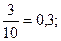 3/10 = 0,3;